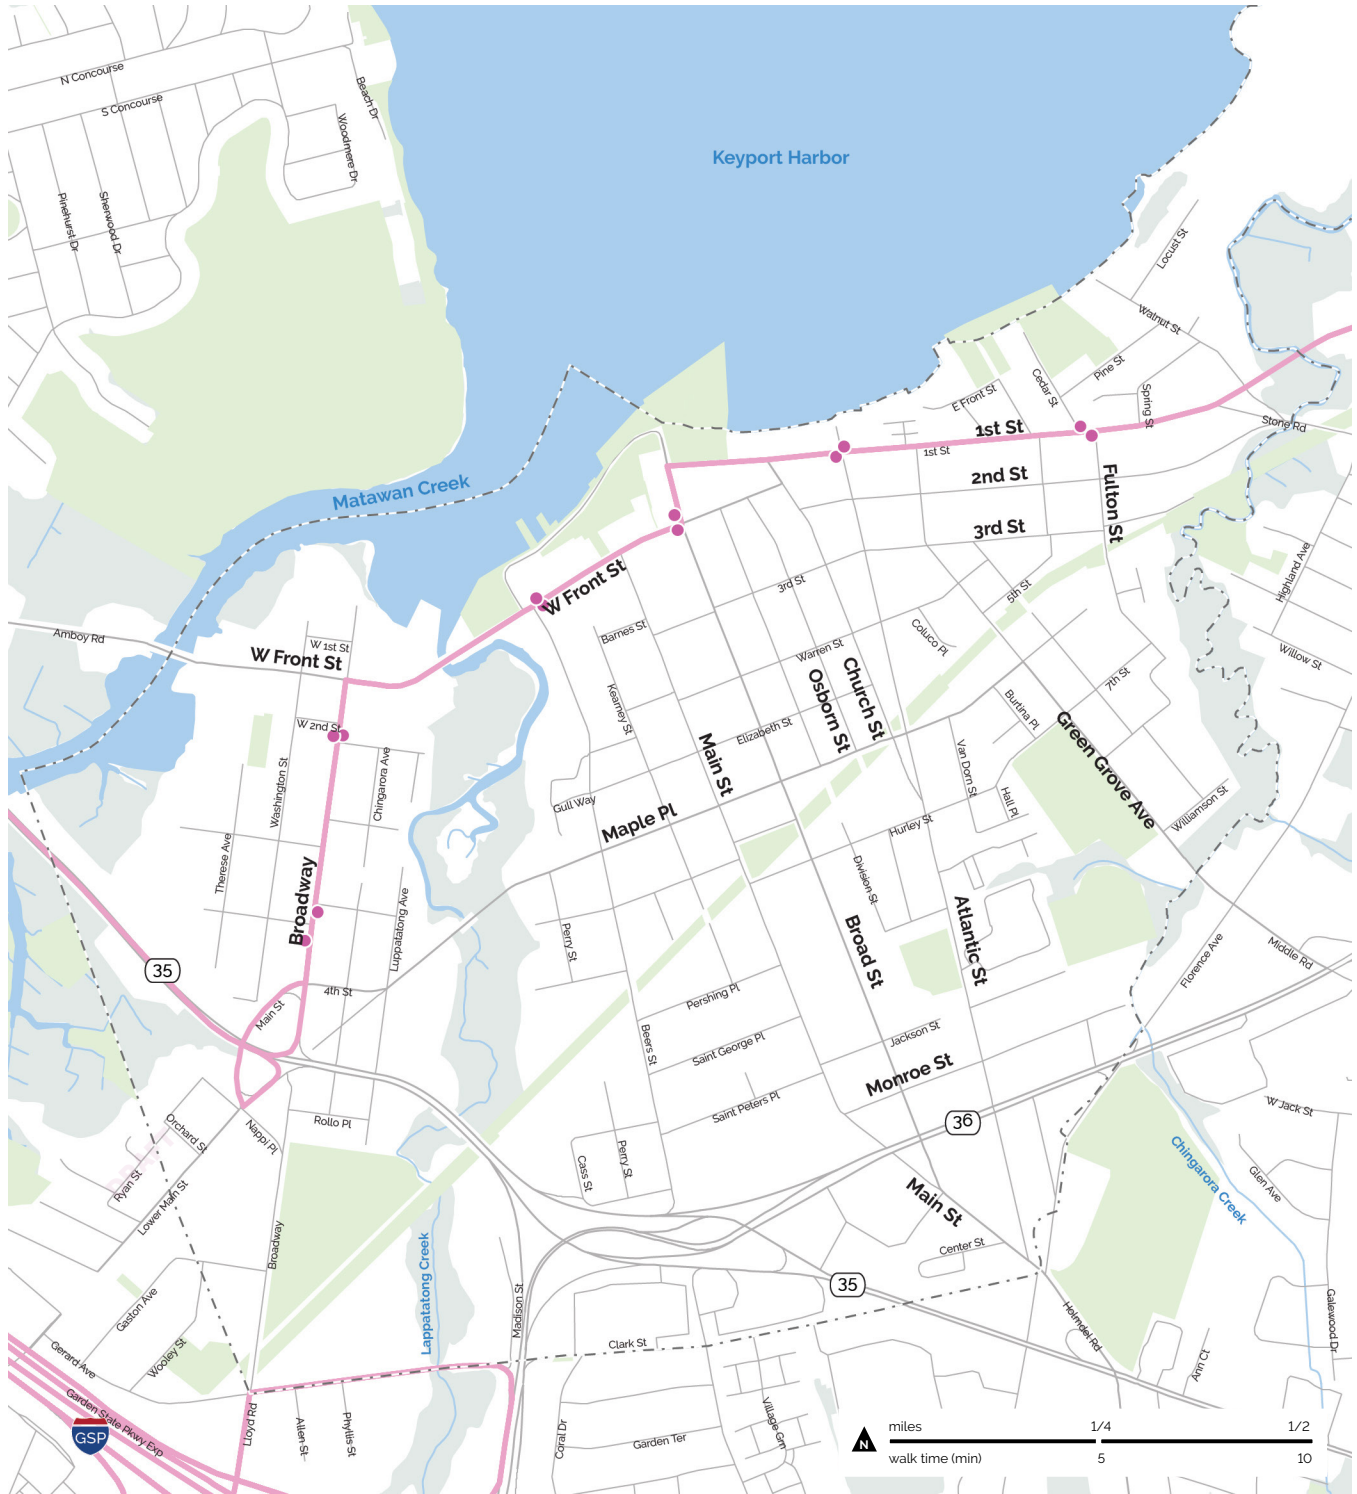 N Concourse
S Concourse
Beach Dr
Woodmere Dr
Pinehurst Dr
Sherwood Dr
Keyport Harbor
Locust St
Walnut St
Pine St
Cedar St
E Front St
Spring St
Stone Rd
1st St
1st St
2nd St
3rd St
Fulton St
Matawan Creek
Highland Ave
Willow St
W Front St
3rd St
5th St
Barnes St
Warren St
Coluco Pl
Amboy Rd
W 1st St
W Front St
Osborn St
Church St
7th St
Kearney St
Burtina Pl
W 2nd St
Elizabeth St
Main St
Green Grove Ave
Van Dorn St
Hall Pl
Washington St
Chingarora Ave
Gull Way
Maple Pl
Hurley St
Williamson St
Therese Ave
Division St
Broadway
Luppatatong Ave
Perry St
Broad St
Atlantic St
Florence Ave
Middle Rd
35
4th St
Main St
Pershing Pl
Beers St
Saint George Pl
Jackson St
Monroe St
Saint Peters Pl
36
W Jack St
Rollo Pl
Nappi Pl
Orchard St
Ryan St
Lower Main St
Perry St
Cass St
Chingarora Creek
Glen Ave
Main St
Center St
Broadway
Lappatatong Creek
Madison St
35
Gaston Ave
Wooley St
Gerard Ave
Clark St
Holmdel Rd
Galewood Dr
Ann Ct
Garden State Pkwy Exp
GSP
Lloyd Rd
Allen St
Phyllis St
Coral Dr
Garden Ter
Village Grn
N
miles 1/4 1/2
walk time (min) 5 10